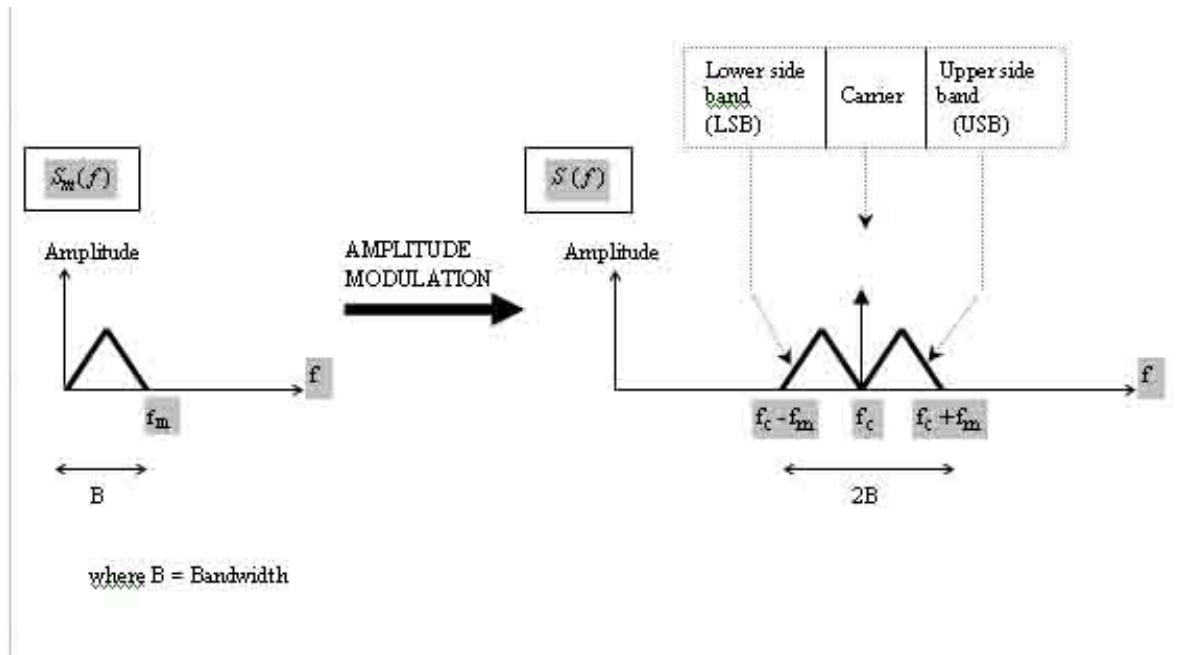 Lower side
band
(LSB)
Carrier
Upper side
band
(USB)
Sm(f)
S(f)
Amplitude
AMPLITUDE
MODULATION
Amplitude
f
fm
B
f
fc - fm
fc
fc + fm
2B
where B = Bandwidth